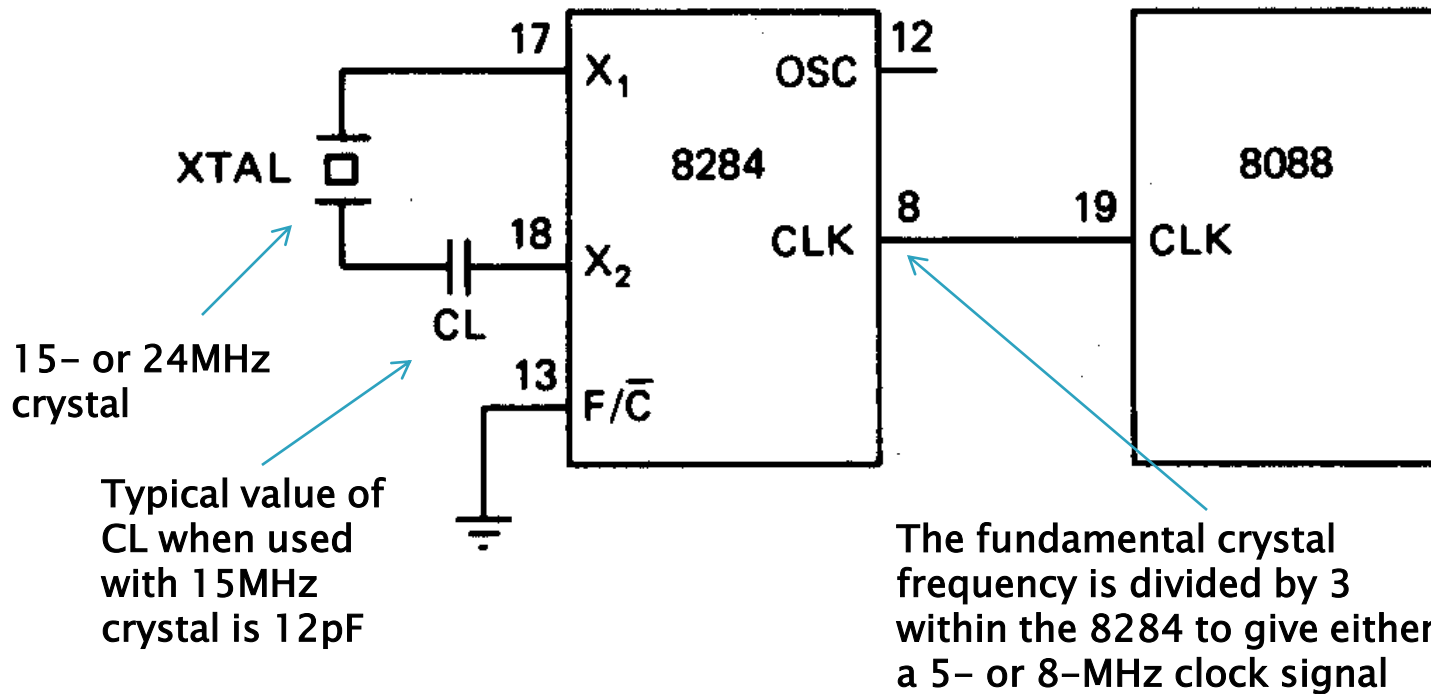 17
X₁
OSC
12
XTAL
8284
8088
18
X₂
CLK
8
19
CLK
CL
13
F/C̅
15- or 24MHz
crystal
Typical value of
CL when used
with 15MHz
crystal is 12pF
The fundamental crystal
frequency is divided by 3
within the 8284 to give either
a 5- or 8-MHz clock signal